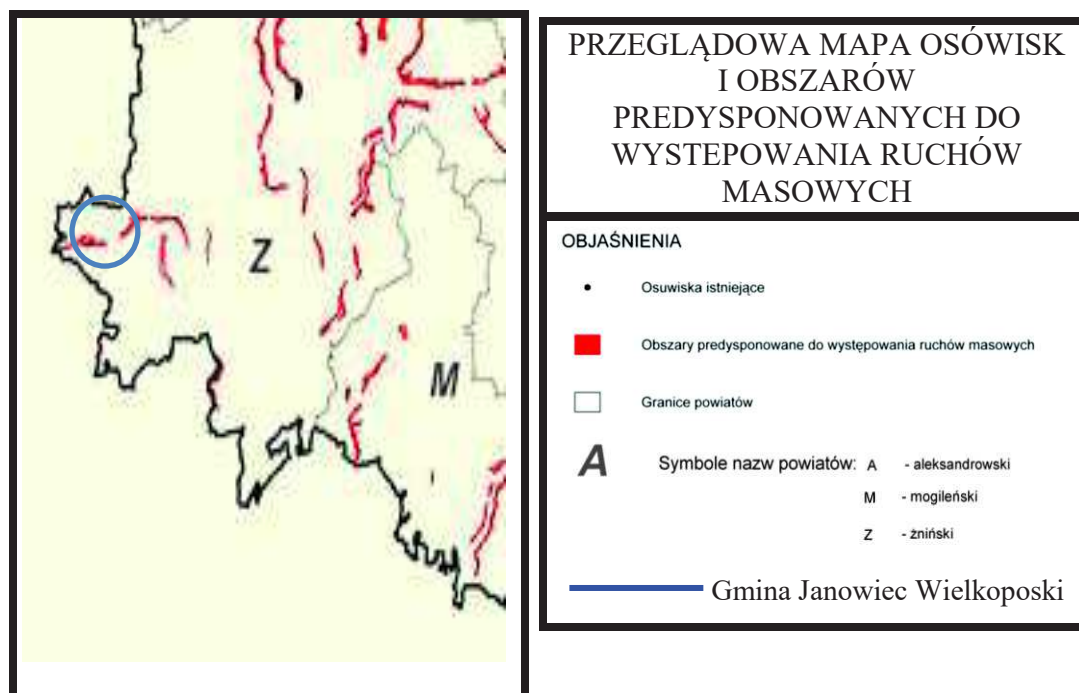 Z
M
PRZEGLĄDOWA MAPA OSÓWISK
I OBSZARÓW
PREDYSPONOWANYCH DO
WYSTEPOWANIA RUCHÓW
MASOWYCH
OBJAŚNIENIA
Osuwiska istniejące
Obszary predysponowane do występowania ruchów masowych
Granice powiatów
A Symbole nazw powiatów: A - aleksandrowski
M - mogileński
Z - żniński
Gmina Janowiec Wielkoposki